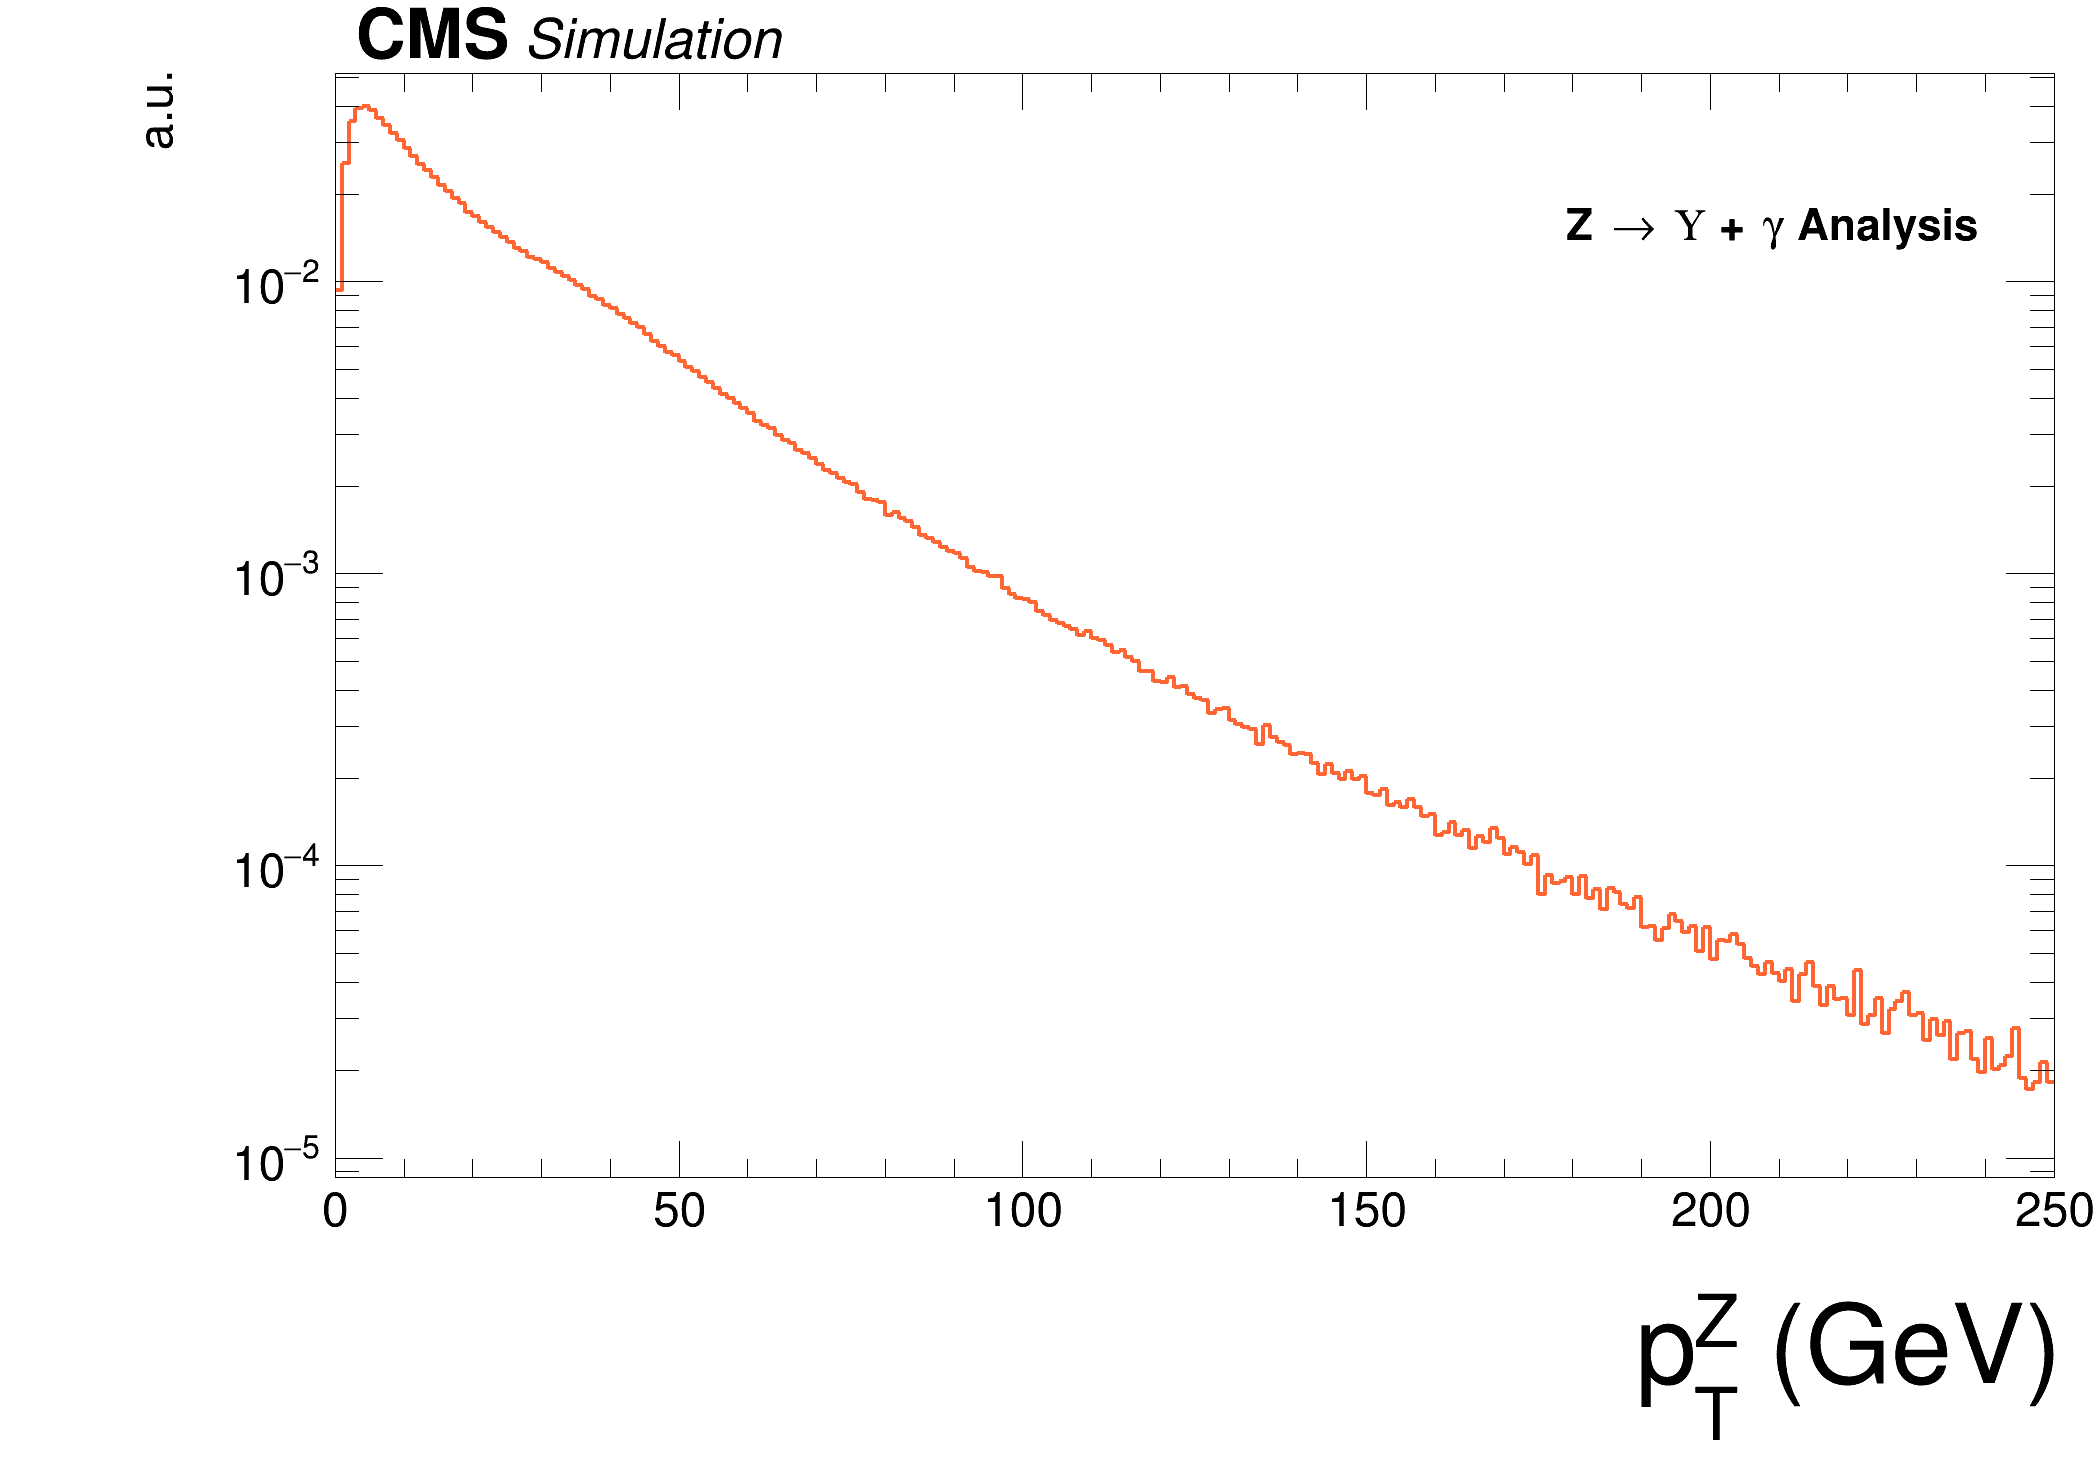 CMS Simulation
a.u.
Z → Υ + γ Analysis
10⁻²
10⁻³
10⁻⁴
10⁻⁵
0 50 100 150 200 250
p_T^Z (GeV)